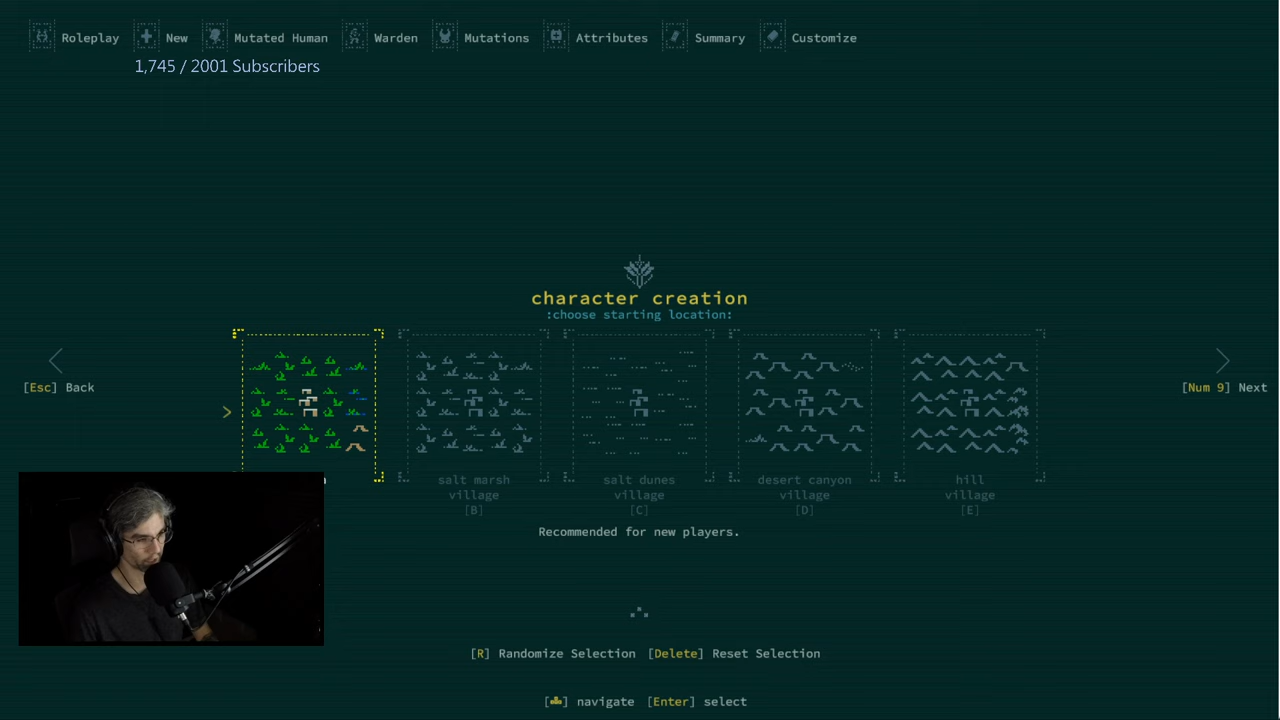 Roleplay New Mutated Human Warden Mutations Attributes Summary Customize
1,745 / 2001 Subscribers
character creation
:choose starting location:
[Esc] Back
[Num 9] Next
salt marsh village [B]
salt dunes village [C]
desert canyon village [D]
hill village [E]
Recommended for new players.
[R] Randomize Selection [Delete] Reset Selection
navigate [Enter] select